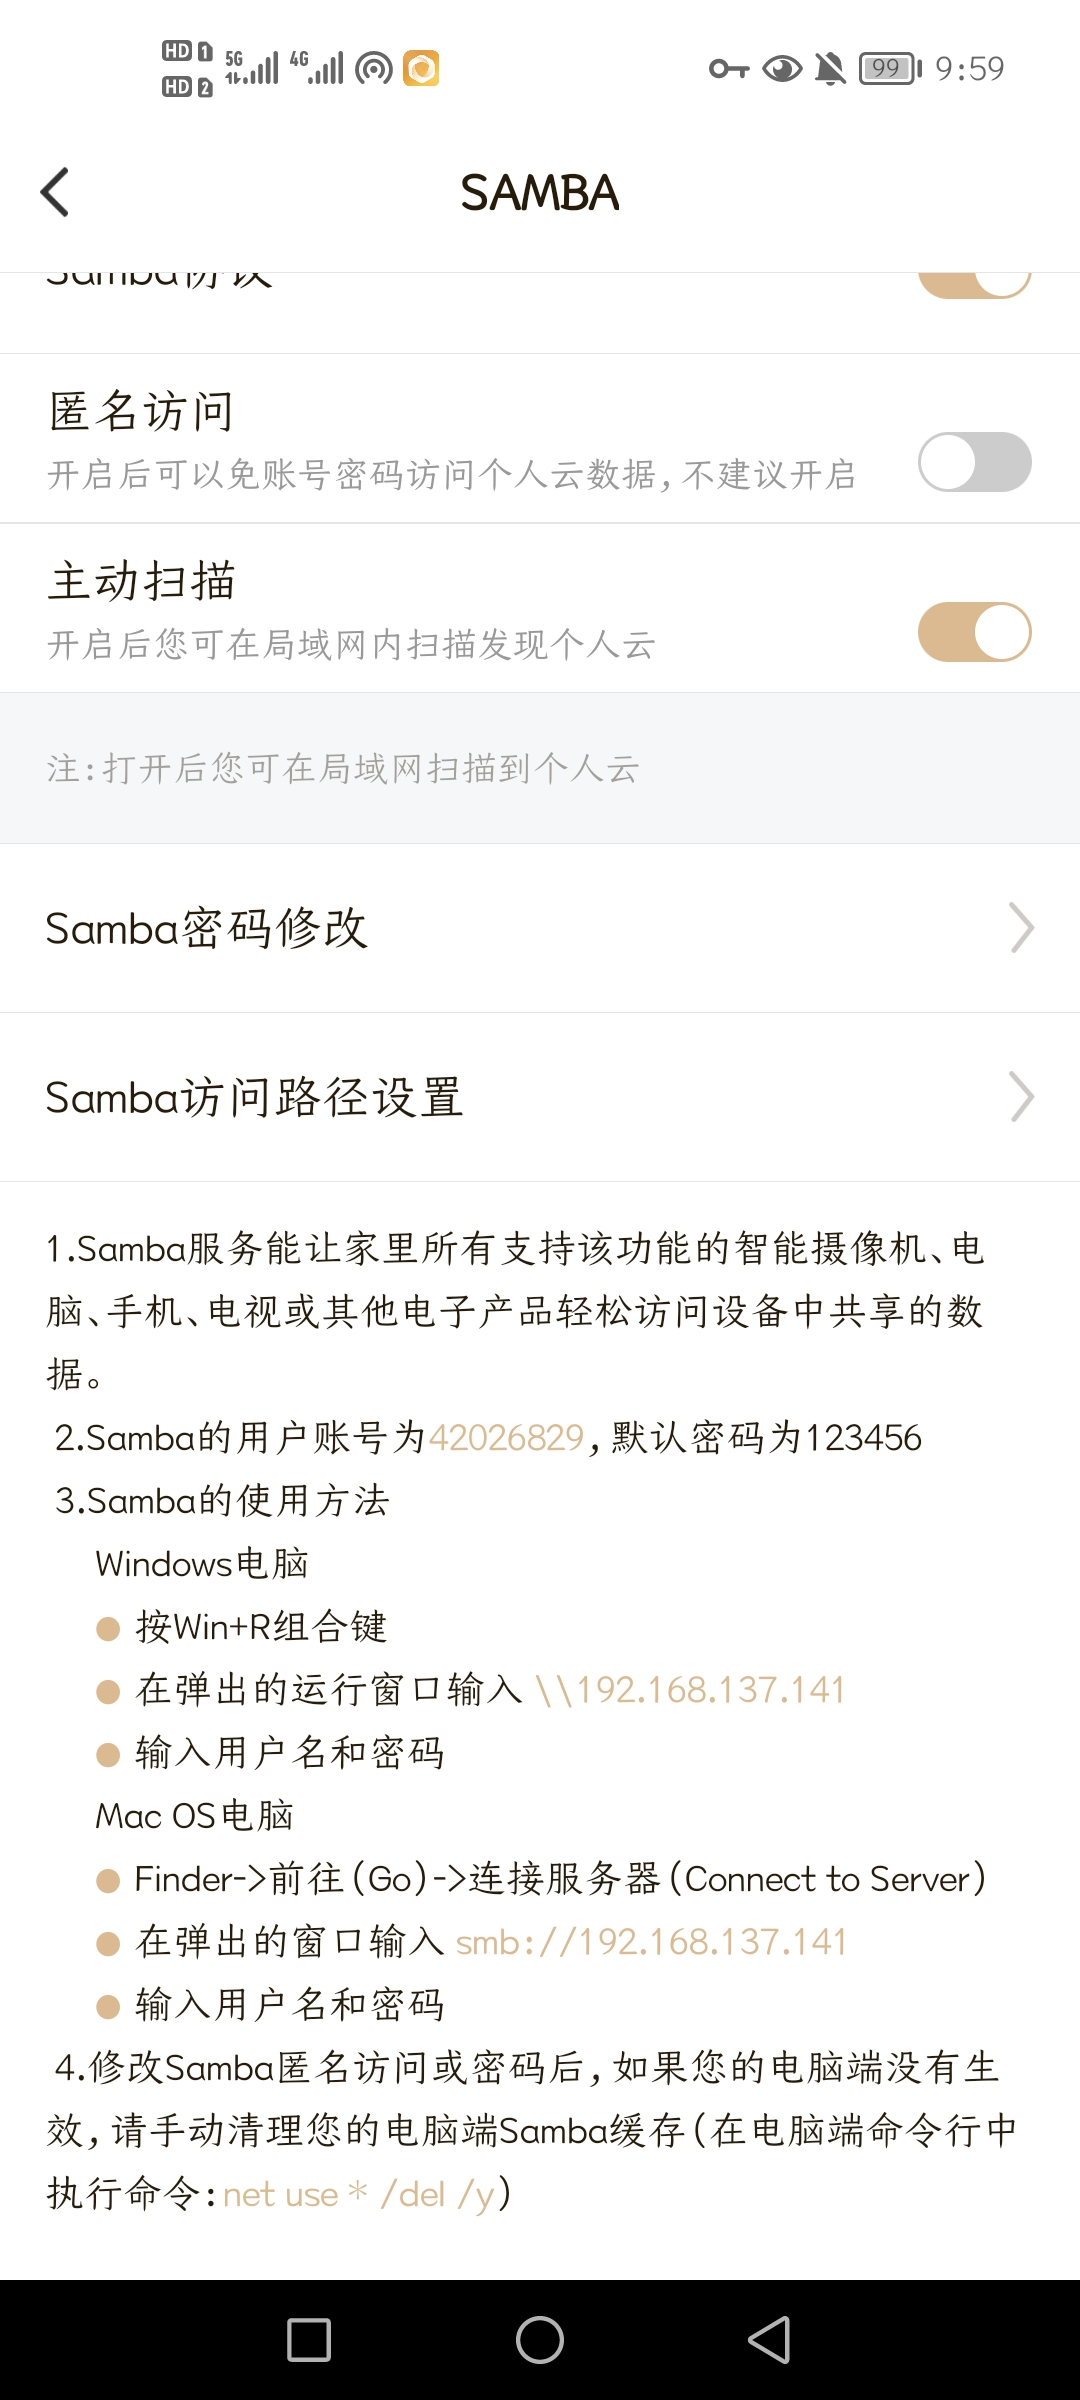 HD 1 5G 4G 99 9:59
HD 2
SAMBA
Samba协议
匿名访问
开启后可以免账号密码访问个人云数据,不建议开启
主动扫描
开启后您可在局域网内扫描发现个人云
注:打开后您可在局域网扫描到个人云
Samba密码修改
Samba访问路径设置
1.Samba服务能让家里所有支持该功能的智能摄像机、电
脑、手机、电视或其他电子产品轻松访问设备中共享的数
据。
2.Samba的用户账号为42026829,默认密码为123456
3.Samba的使用方法
Windows电脑
按Win+R组合键
在弹出的运行窗口输入 \\192.168.137.141
输入用户名和密码
Mac OS电脑
Finder->前往(Go)->连接服务器(Connect to Server)
在弹出的窗口输入 smb://192.168.137.141
输入用户名和密码
4.修改Samba匿名访问或密码后,如果您的电脑端没有生
效,请手动清理您的电脑端Samba缓存(在电脑端命令行中
执行命令:net use * /del /y)